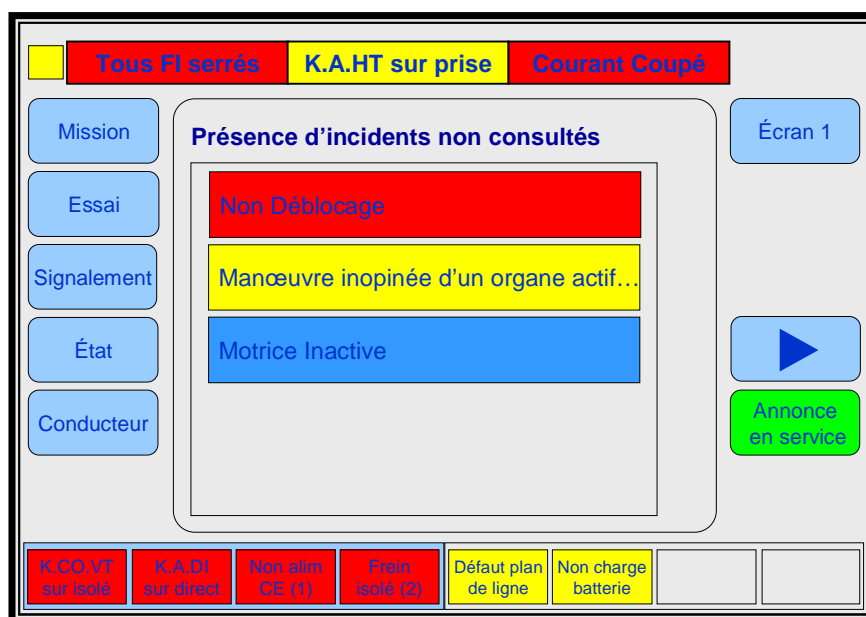 Tous FI serrés K.A.HT sur prise Courant Coupé
Mission
Présence d’incidents non consultés
Écran 1
Essai
Non Déblocage
Signalement
Manœuvre inopinée d’un organe actif…
État
Motrice Inactive
Conducteur
Annonce
en service
K.CO.VT
sur isolé
K.A.DI
sur direct
Non alim
CE (1)
Frein
isolé (2)
Défaut plan
de ligne
Non charge
batterie